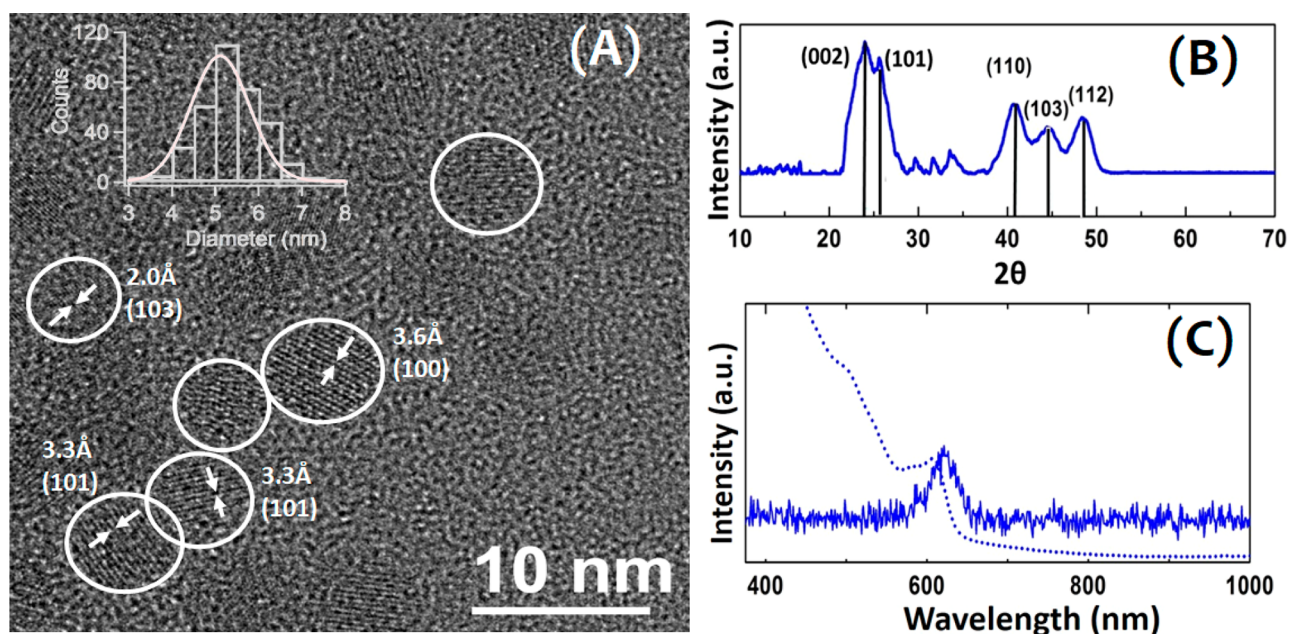 (A)
120
80
40
0
Counts
3 4 5 6 7 8
Diameter (nm)
2.0Å
(103)
3.6Å
(100)
3.3Å
(101)
3.3Å
(101)
10 nm
(B)
Intensity (a.u.)
(002)
(101)
(110)
(103)
(112)
10 20 30 40 50 60 70
2θ
(C)
Intensity (a.u.)
400 600 800 1000
Wavelength (nm)